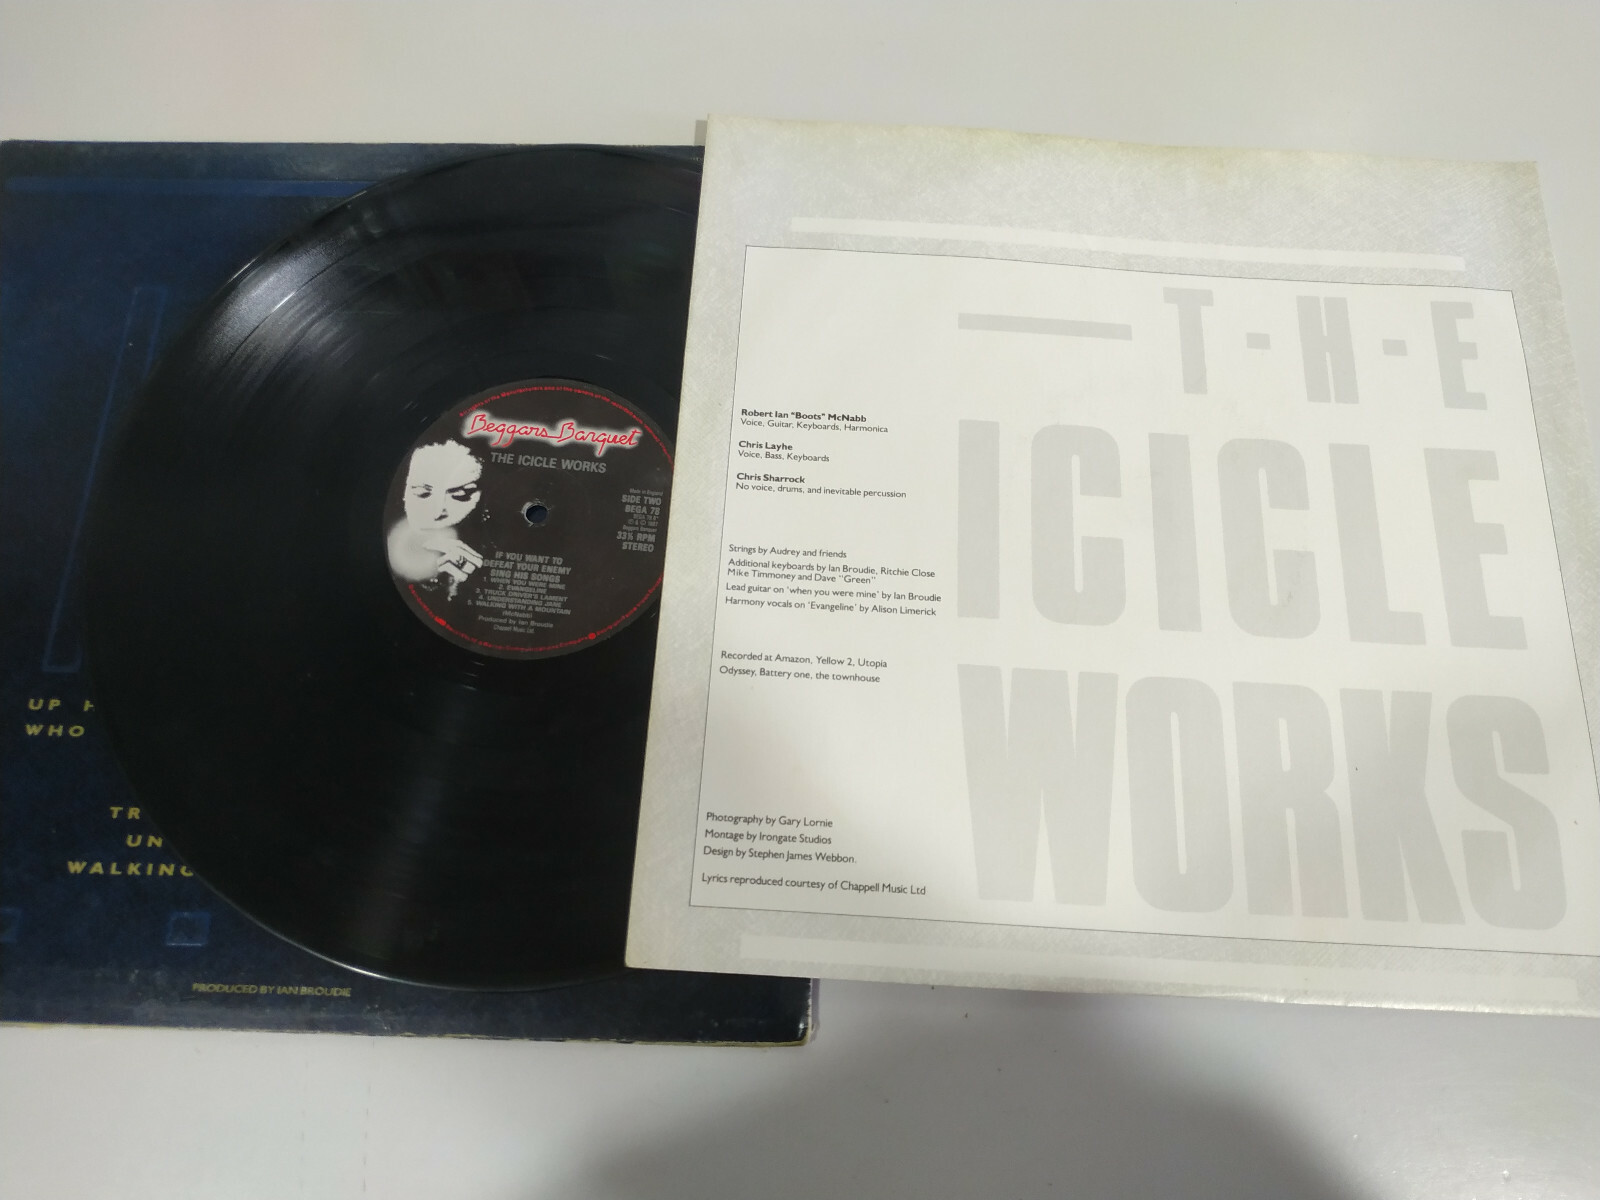 UP H
WHO
TR
UN
WALKING
PRODUCED BY IAN BROUDIE
Beggars Banquet
THE ICICLE WORKS
Made in England
SIDE TWO
BEGA 78
1987
Beggars Banquet
33⅓ RPM
STEREO
IF YOU WANT TO
DEFEAT YOUR ENEMY
SING HIS SONGS
1. WHEN YOU WERE MINE
2. EVANGELINE
3. TRUCK DRIVER'S LAMENT
4. UNDERSTANDING JANE
5. WALKING WITH A MOUNTAIN
(McNabb)
Produced by Ian Broudie
Chappell Music Ltd.
T-H-E
ICICLE
WORKS
Robert Ian "Boots" McNabb
Voice, Guitar, Keyboards, Harmonica
Chris Layhe
Voice, Bass, Keyboards
Chris Sharrock
No voice, drums, and inevitable percussion
Strings by Audrey and friends
Additional keyboards by Ian Broudie, Ritchie Close
Mike Timmoney and Dave "Green"
Lead guitar on 'when you were mine' by Ian Broudie
Harmony vocals on 'Evangeline' by Alison Limerick
Recorded at Amazon, Yellow 2, Utopia
Odyssey, Battery one, the townhouse
Photography by Gary Lornie
Montage by Irongate Studios
Design by Stephen James Webbon.
Lyrics reproduced courtesy of Chappell Music Ltd